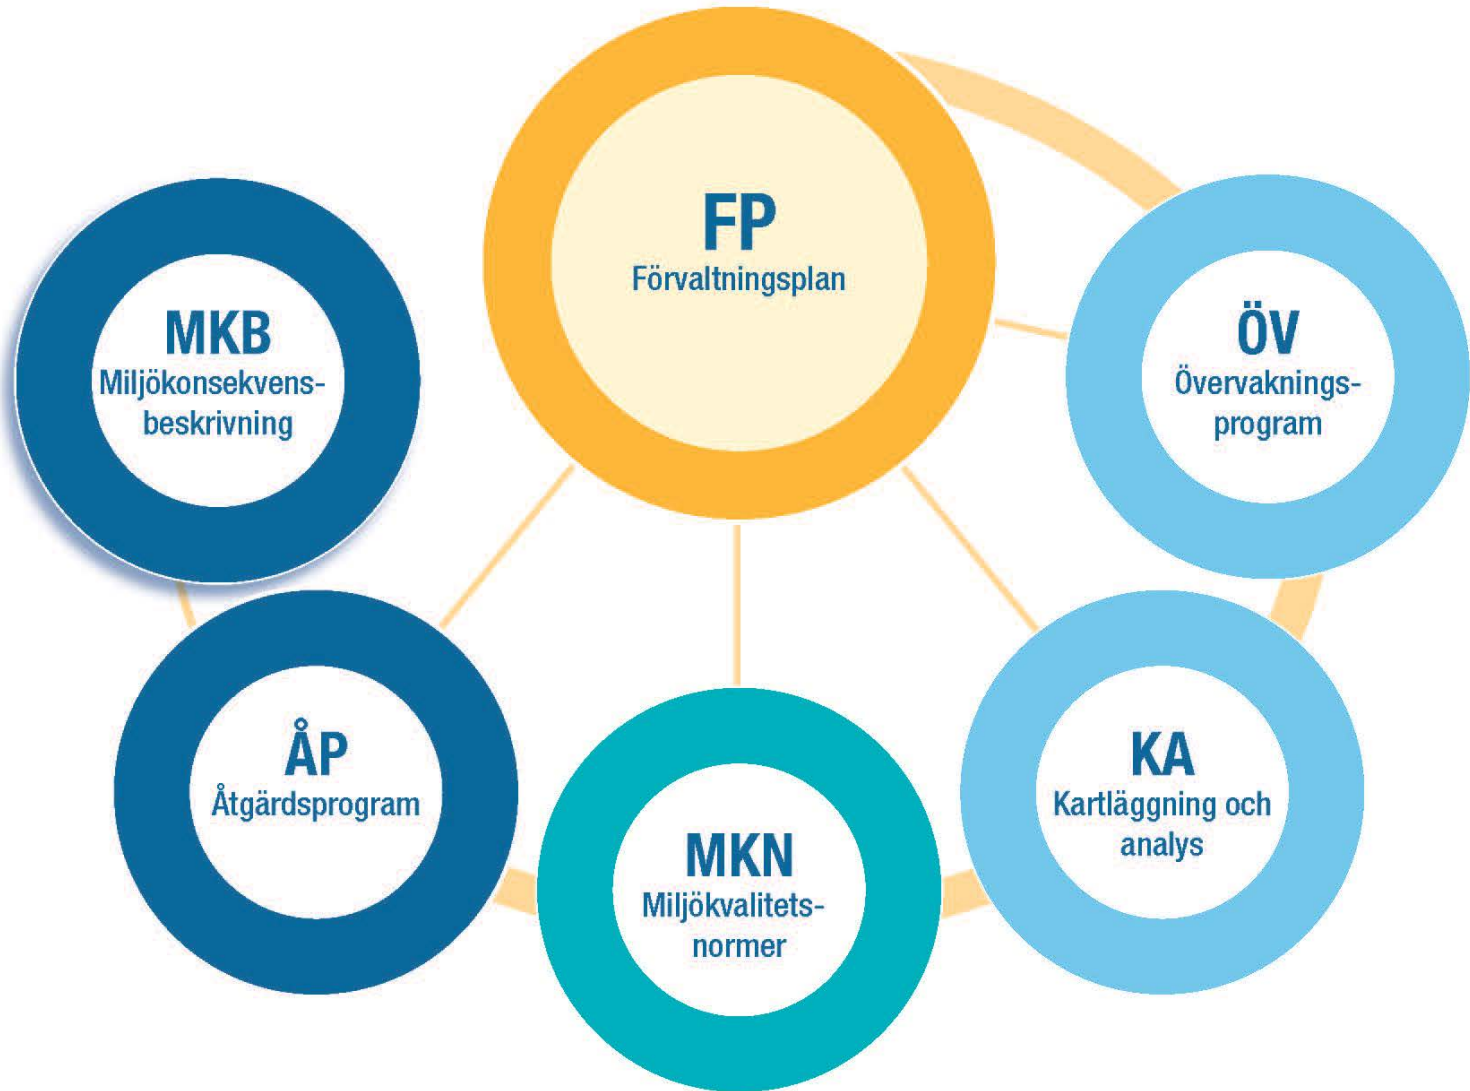 FP
Förvaltningsplan
MKB
Miljökonsekvens-
beskrivning
ÖV
Övervaknings-
program
ÅP
Åtgärdsprogram
MKN
Miljökvalitets-
normer
KA
Kartläggning och
analys